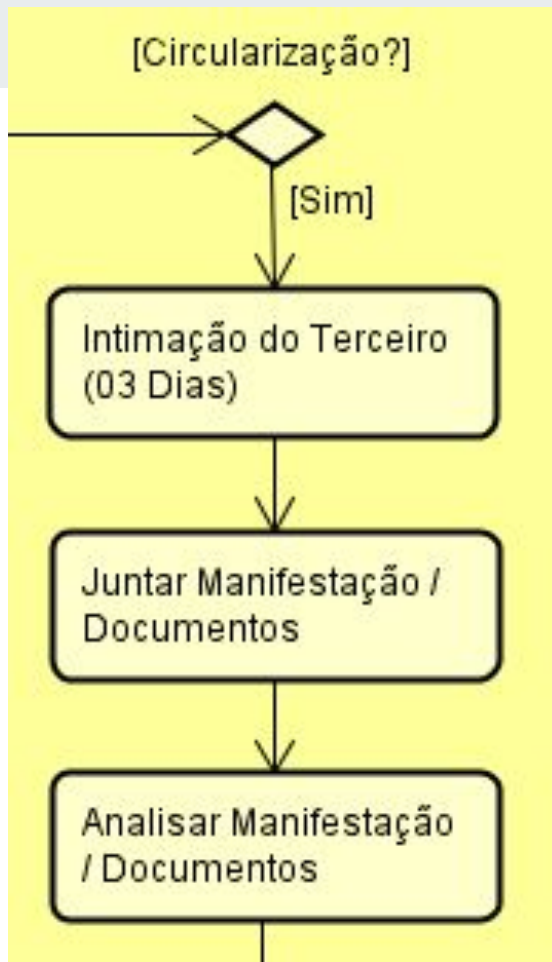 [Circularização?]
[Sim]
Intimação do Terceiro
(03 Dias)
Juntar Manifestação /
Documentos
Analisar Manifestação
/ Documentos